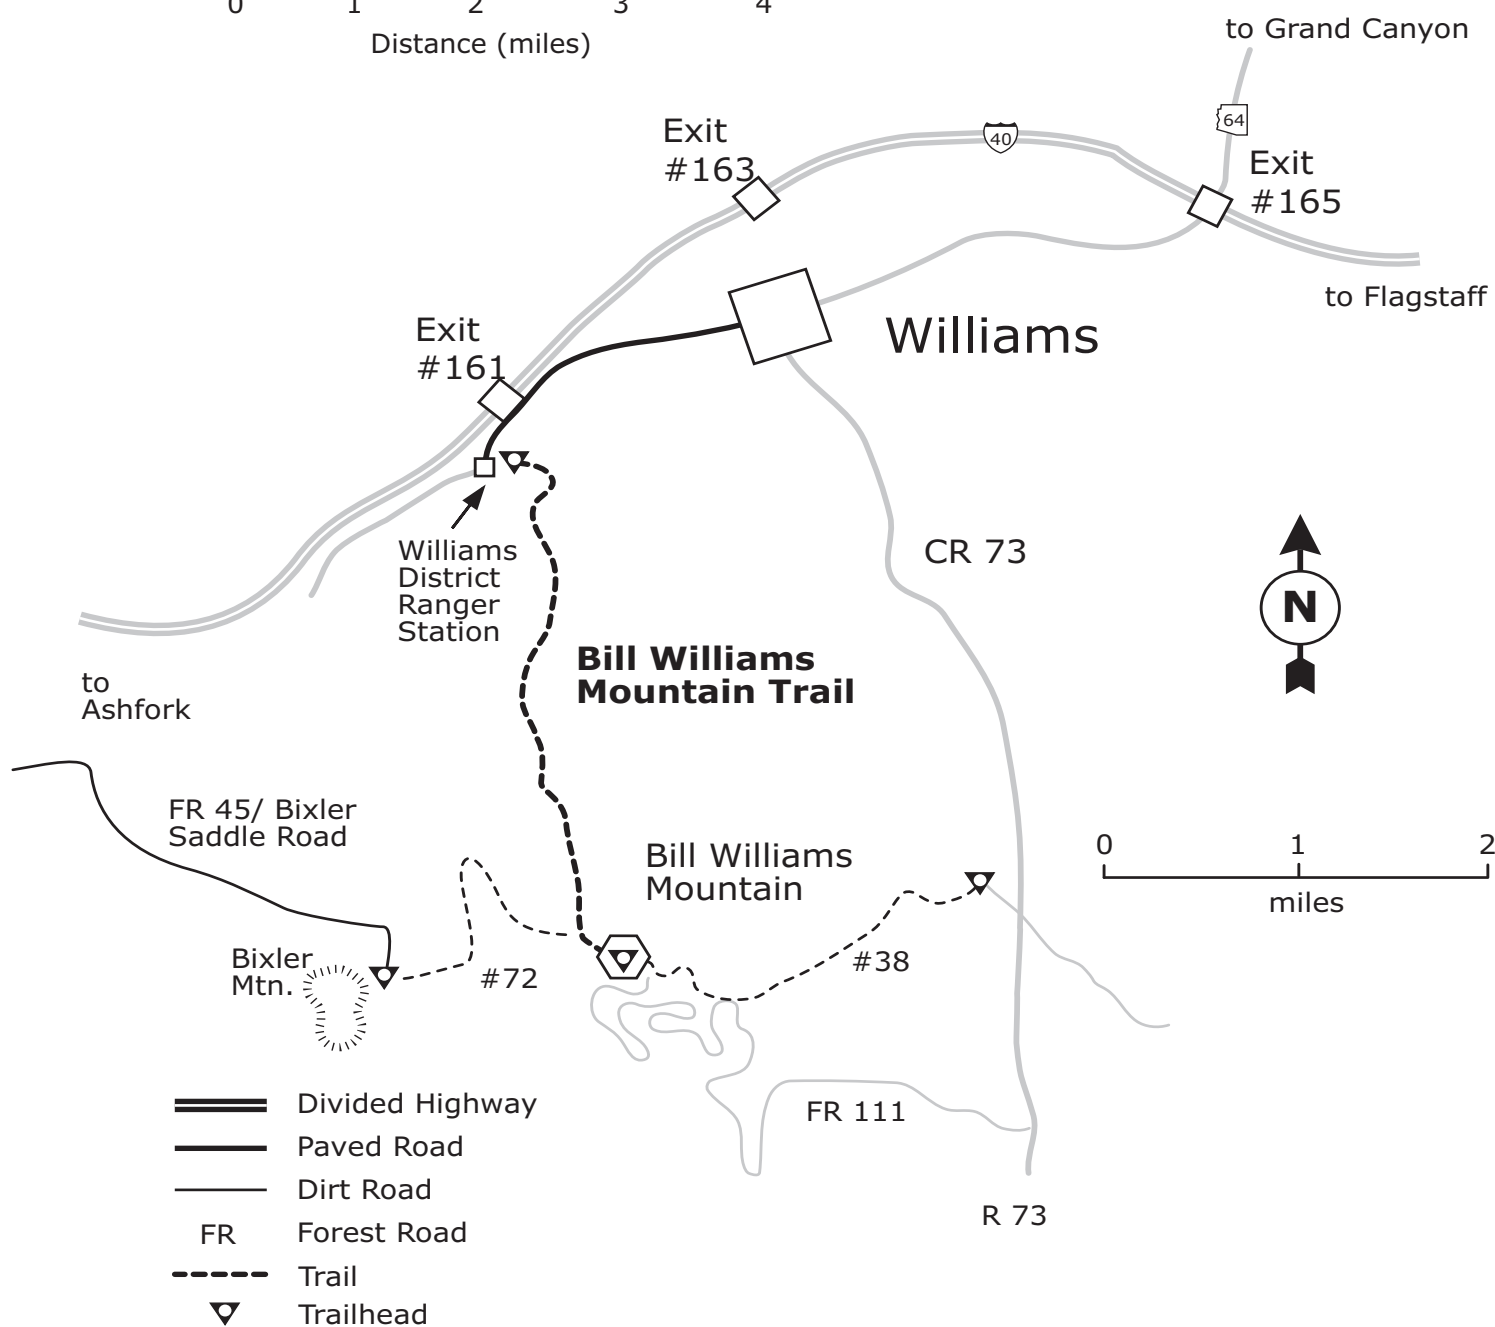 0 1 2 3 4
Distance (miles)
to Grand Canyon
64
40
Exit
#163
Exit
#165
to Flagstaff
Williams
Exit
#161
Williams
District
Ranger
Station
CR 73
N
Bill Williams
Mountain Trail
to
Ashfork
FR 45/ Bixler
Saddle Road
Bill Williams
Mountain
0 1 2
miles
Bixler
Mtn.
#72
#38
FR 111
R 73
Divided Highway
Paved Road
Dirt Road
FR Forest Road
Trail
Trailhead